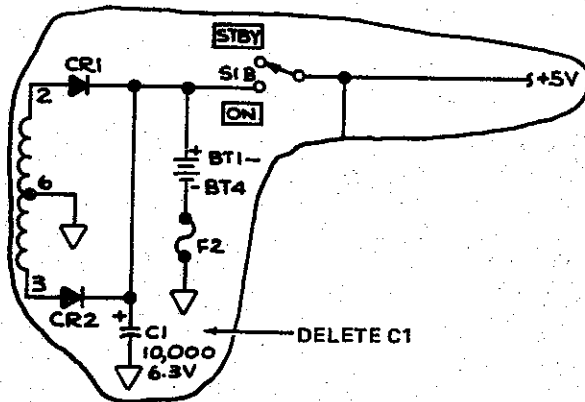 STBY
CR1
S1B
+5V
2
ON
+ BT1-
- BT4
6
F2
3
CR2
+
C1
10,000
6.3V
DELETE C1